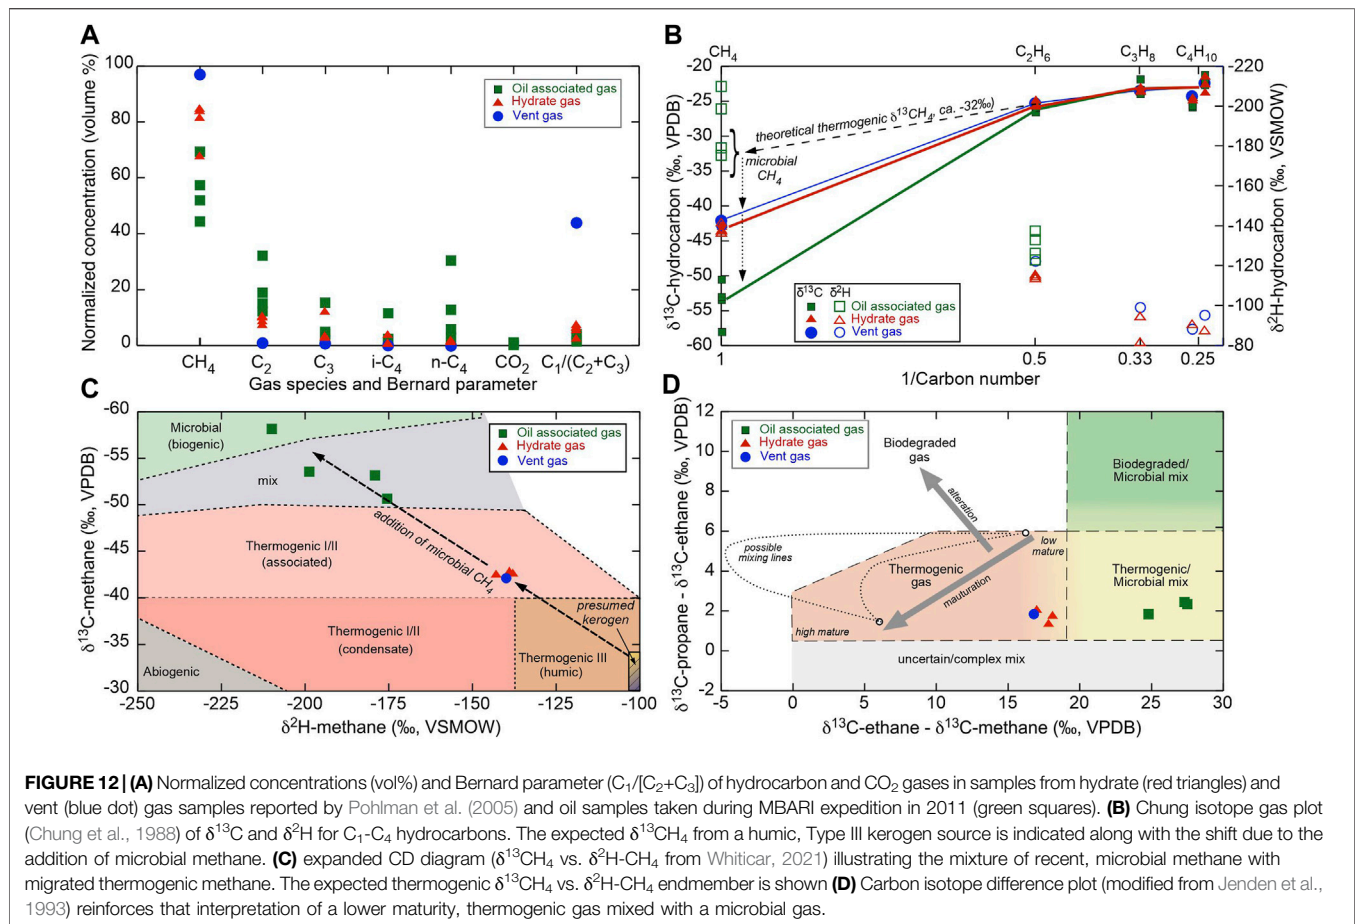 A
Normalized concentration (volume %)
100
80
60
40
20
0
Oil associated gas
Hydrate gas
Vent gas
CH4 C2 C3 i-C4 n-C4 CO2 C1/(C2+C3)
Gas species and Bernard parameter
B
CH4 C2H6 C3H8 C4H10
δ13C-hydrocarbon (‰, VPDB)
-20
-25
-30
-35
-40
-45
-50
-55
-60
theoretical thermogenic δ13CH4, ca. -32‰)
microbial
CH4
δ13C δ2H
Oil associated gas
Hydrate gas
Vent gas
-220
-200
-180
-160
-140
-120
-100
-80
δ2H-hydrocarbon (‰, VSMOW)
1 0.5 0.33 0.25
1/Carbon number
C
δ13C-methane (‰, VPDB)
-60
-55
-50
-45
-40
-35
-30
Microbial
(biogenic)
Oil associated gas
Hydrate gas
Vent gas
mix
addition of microbial CH4
Thermogenic I/II
(associated)
presumed
kerogen
Thermogenic I/II
(condensate)
Thermogenic III
(humic)
Abiogenic
-250 -225 -200 -175 -150 -125 -100
δ2H-methane (‰, VSMOW)
D
δ13C-propane - δ13C-ethane (‰, VPDB)
12
10
8
6
4
2
0
-2
Oil associated gas
Hydrate gas
Vent gas
Biodegraded
gas
Biodegraded/
Microbial mix
alteration
possible
mixing lines
low
mature
Thermogenic
gas
mauturation
Thermogenic/
Microbial mix
high mature
uncertain/complex mix
-5 0 5 10 15 20 25 30
δ13C-ethane - δ13C-methane (‰, VPDB)
FIGURE 12 | (A) Normalized concentrations (vol%) and Bernard parameter (C1/[C2+C3]) of hydrocarbon and CO2 gases in samples from hydrate (red triangles) and
vent (blue dot) gas samples reported by Pohlman et al. (2005) and oil samples taken during MBARI expedition in 2011 (green squares). (B) Chung isotope gas plot
(Chung et al., 1988) of δ13C and δ2H for C1-C4 hydrocarbons. The expected δ13CH4 from a humic, Type III kerogen source is indicated along with the shift due to the
addition of microbial methane. (C) expanded CD diagram (δ13CH4 vs. δ2H-CH4 from Whiticar, 2021) illustrating the mixture of recent, microbial methane with
migrated thermogenic methane. The expected thermogenic δ13CH4 vs. δ2H-CH4 endmember is shown (D) Carbon isotope difference plot (modified from Jenden et al.,
1993) reinforces that interpretation of a lower maturity, thermogenic gas mixed with a microbial gas.